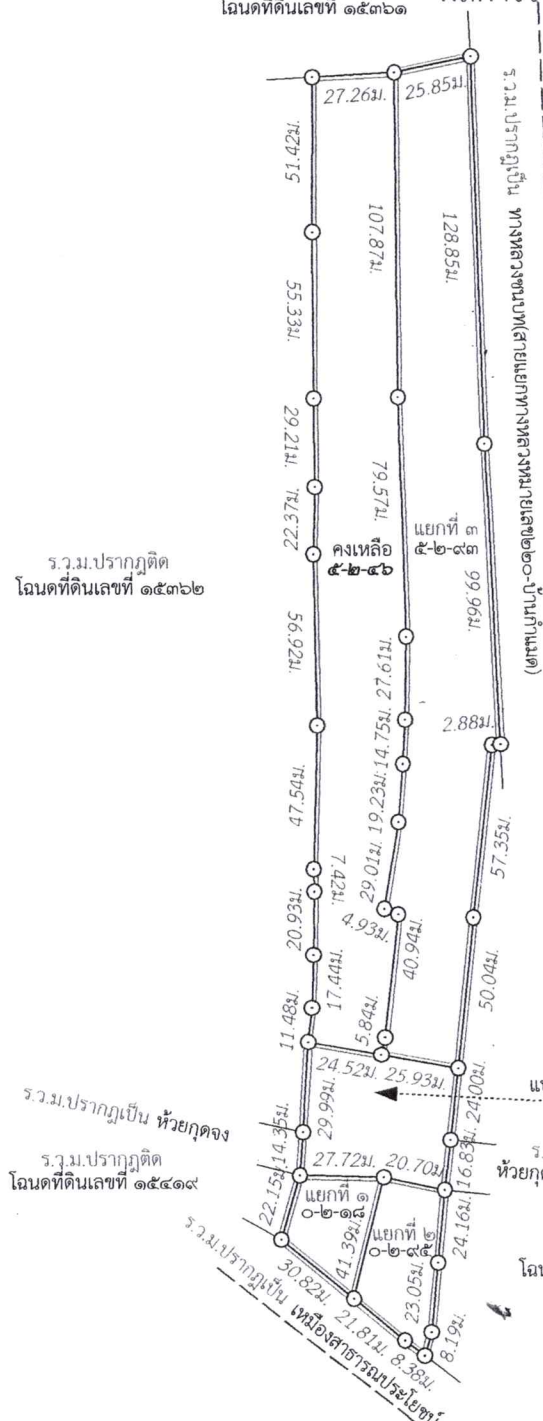 โฉนดที่ดินเลขที่ ๑๕๓๖๑
27.26ม.
25.85ม.
ร.ว.ม.ปรากฏเป็น ทางหลวงชนบท(สายแยกทางหลวงหมายเลข๒๒๐-บ้านกำแมด)
51.42ม.
107.87ม.
128.85ม.
55.33ม.
29.21ม.
79.57ม.
22.37ม.
คงเหลือ
๕-๒-๔๖
แยกที่ ๓
๕-๒-๙๓
99.96ม.
ร.ว.ม.ปรากฏติด
โฉนดที่ดินเลขที่ ๑๕๓๖๒
56.92ม.
27.61ม.
14.75ม.
2.88ม.
47.54ม.
19.23ม.
57.35ม.
29.01ม.
7.42ม.
4.93ม.
20.93ม.
40.94ม.
50.04ม.
17.44ม.
5.84ม.
11.48ม.
24.52ม.
25.93ม.
24.00ม.
29.99ม.
ร.ว.ม.ปรากฏเป็น ห้วยกุดจง
14.35ม.
16.83ม.
ร.ว.ม.ปรากฏติด
โฉนดที่ดินเลขที่ ๑๕๔๑๙
27.72ม.
20.70ม.
ห้วยกุด
22.15ม.
แยกที่ ๑
๐-๒-๑๘
41.39ม.
แยกที่ ๒
๐-๒-๙๕
24.16ม.
23.05ม.
โฉน
30.82ม.
21.81ม.
8.38ม.
8.19ม.
ร.ว.ม.ปรากฏเป็น เหมืองสาธารณประโยชน์